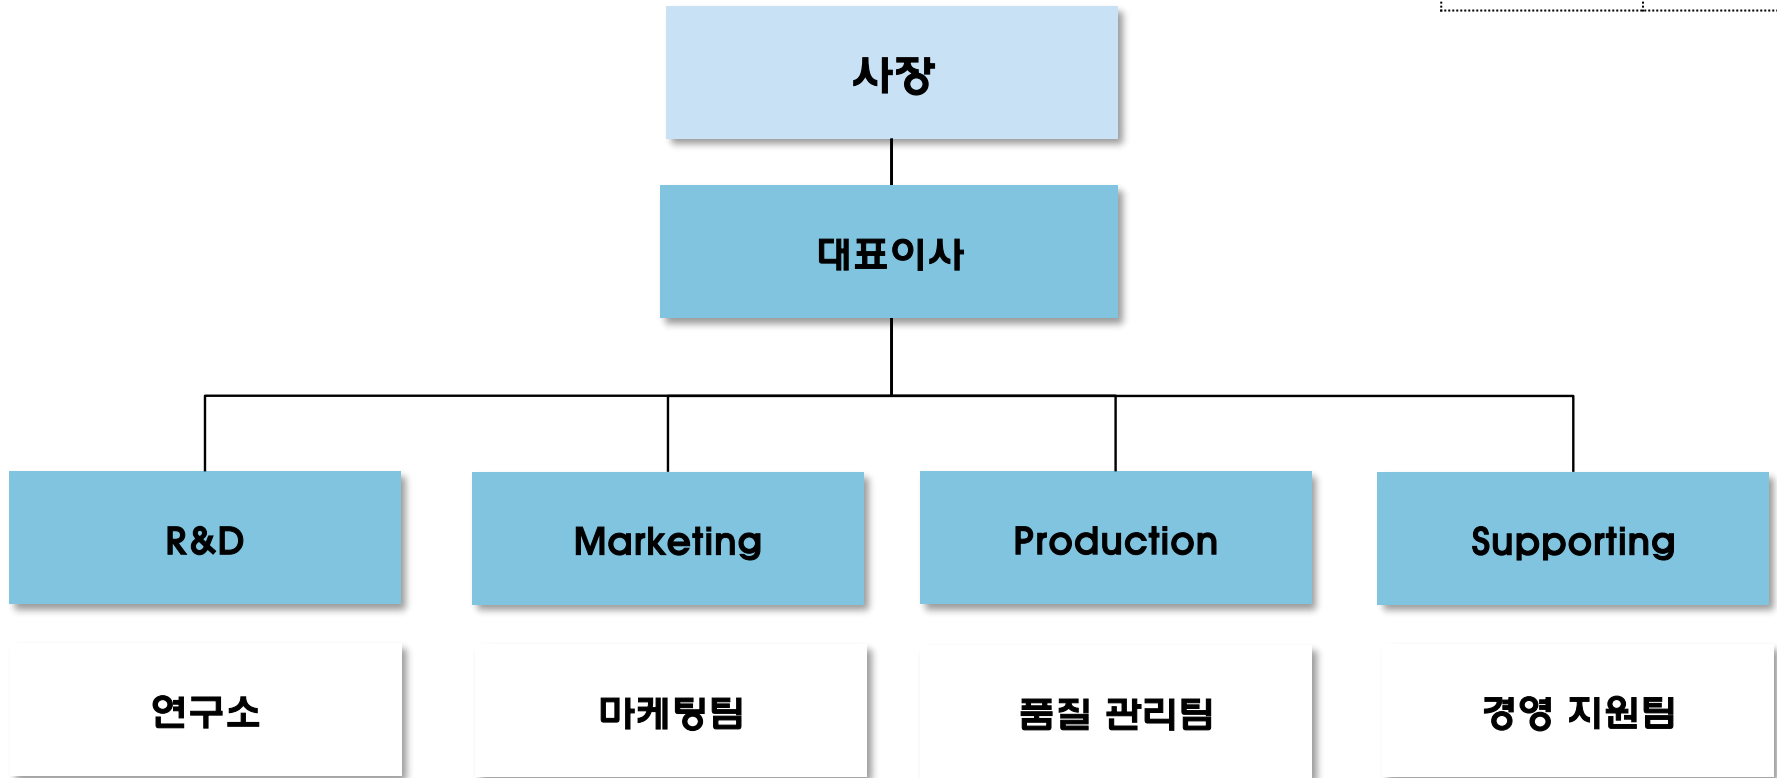 사장
대표이사
R&D
Marketing
Production
Supporting
연구소
마케팅팀
품질 관리팀
경영 지원팀